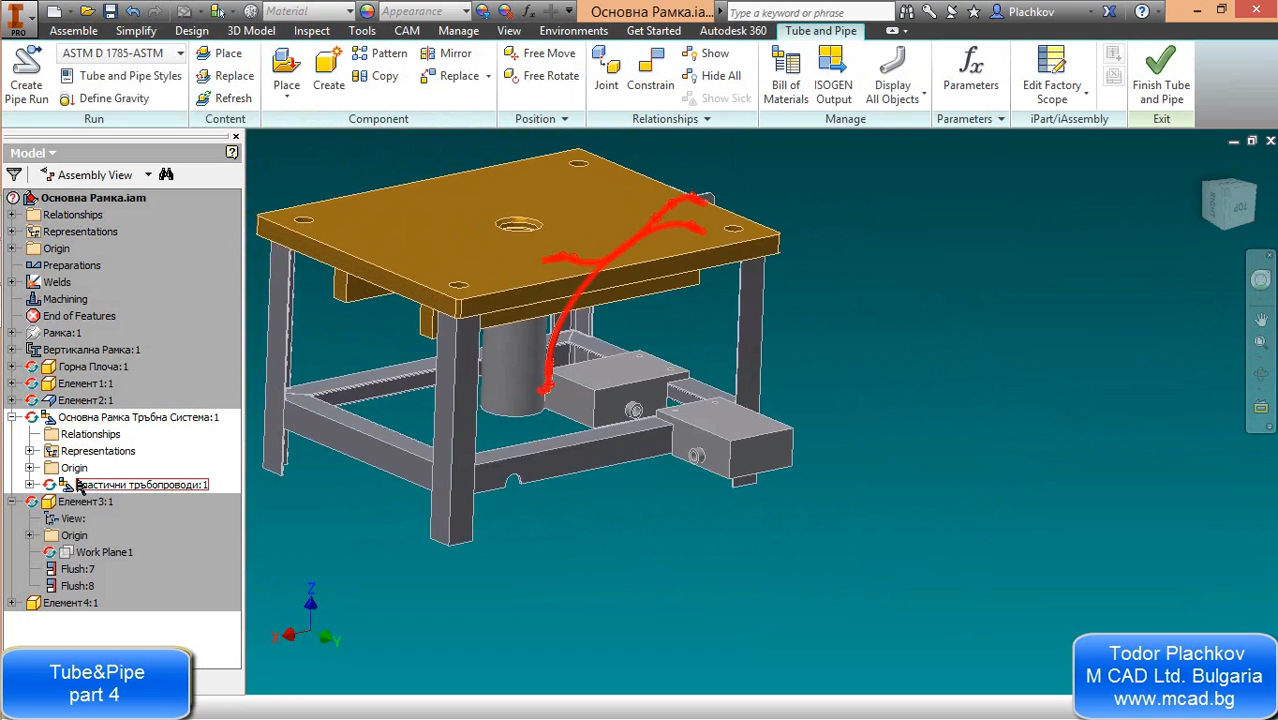 Material
Appearance
Основна Рамка.ia...
Type a keyword or phrase
Plachkov
PRO
Assemble
Simplify
Design
3D Model
Inspect
Tools
CAM
Manage
View
Environments
Get Started
Autodesk 360
Tube and Pipe
Create
Pipe Run
ASTM D 1785-ASTM
Tube and Pipe Styles
Define Gravity
Run
Place
Replace
Refresh
Content
Place
Create
Pattern
Copy
Mirror
Replace
Component
Free Move
Free Rotate
Position
Joint
Constrain
Show
Hide All
Show Sick
Relationships
Bill of
Materials
ISOGEN
Output
Display
All Objects
Manage
Parameters
Parameters
Edit Factory
Scope
iPart/iAssembly
Finish Tube
and Pipe
Exit
Model
Assembly View
Основна Рамка.iam
Relationships
Representations
Origin
Preparations
Welds
Machining
End of Features
Рамка:1
Вертикална Рамка:1
Горна Плоча:1
Елемент1:1
Елемент2:1
Основна Рамка Тръбна Система:1
Relationships
Representations
Origin
тръбопроводи:1
Елемент3:1
View:
Origin
Work Plane1
Flush:7
Flush:8
Елемент4:1
RIGHT
TOP
Z
X
Y
Tube&Pipe
part 4
Todor Plachkov
M CAD Ltd. Bulgaria
www.mcad.bg